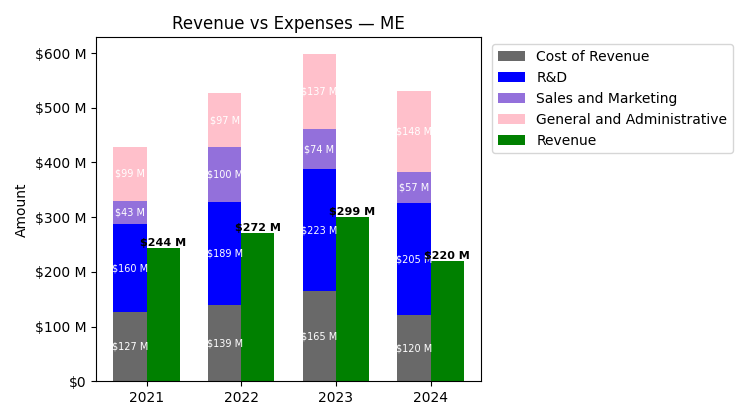 Revenue vs Expenses — ME
Cost of Revenue
R&D
Sales and Marketing
General and Administrative
Revenue
Amount
$600 M
$500 M
$400 M
$300 M
$200 M
$100 M
$0
$99 M
$43 M
$160 M
$127 M
$244 M
$97 M
$100 M
$189 M
$139 M
$272 M
$137 M
$74 M
$223 M
$165 M
$299 M
$148 M
$57 M
$205 M
$120 M
$220 M
2021 2022 2023 2024